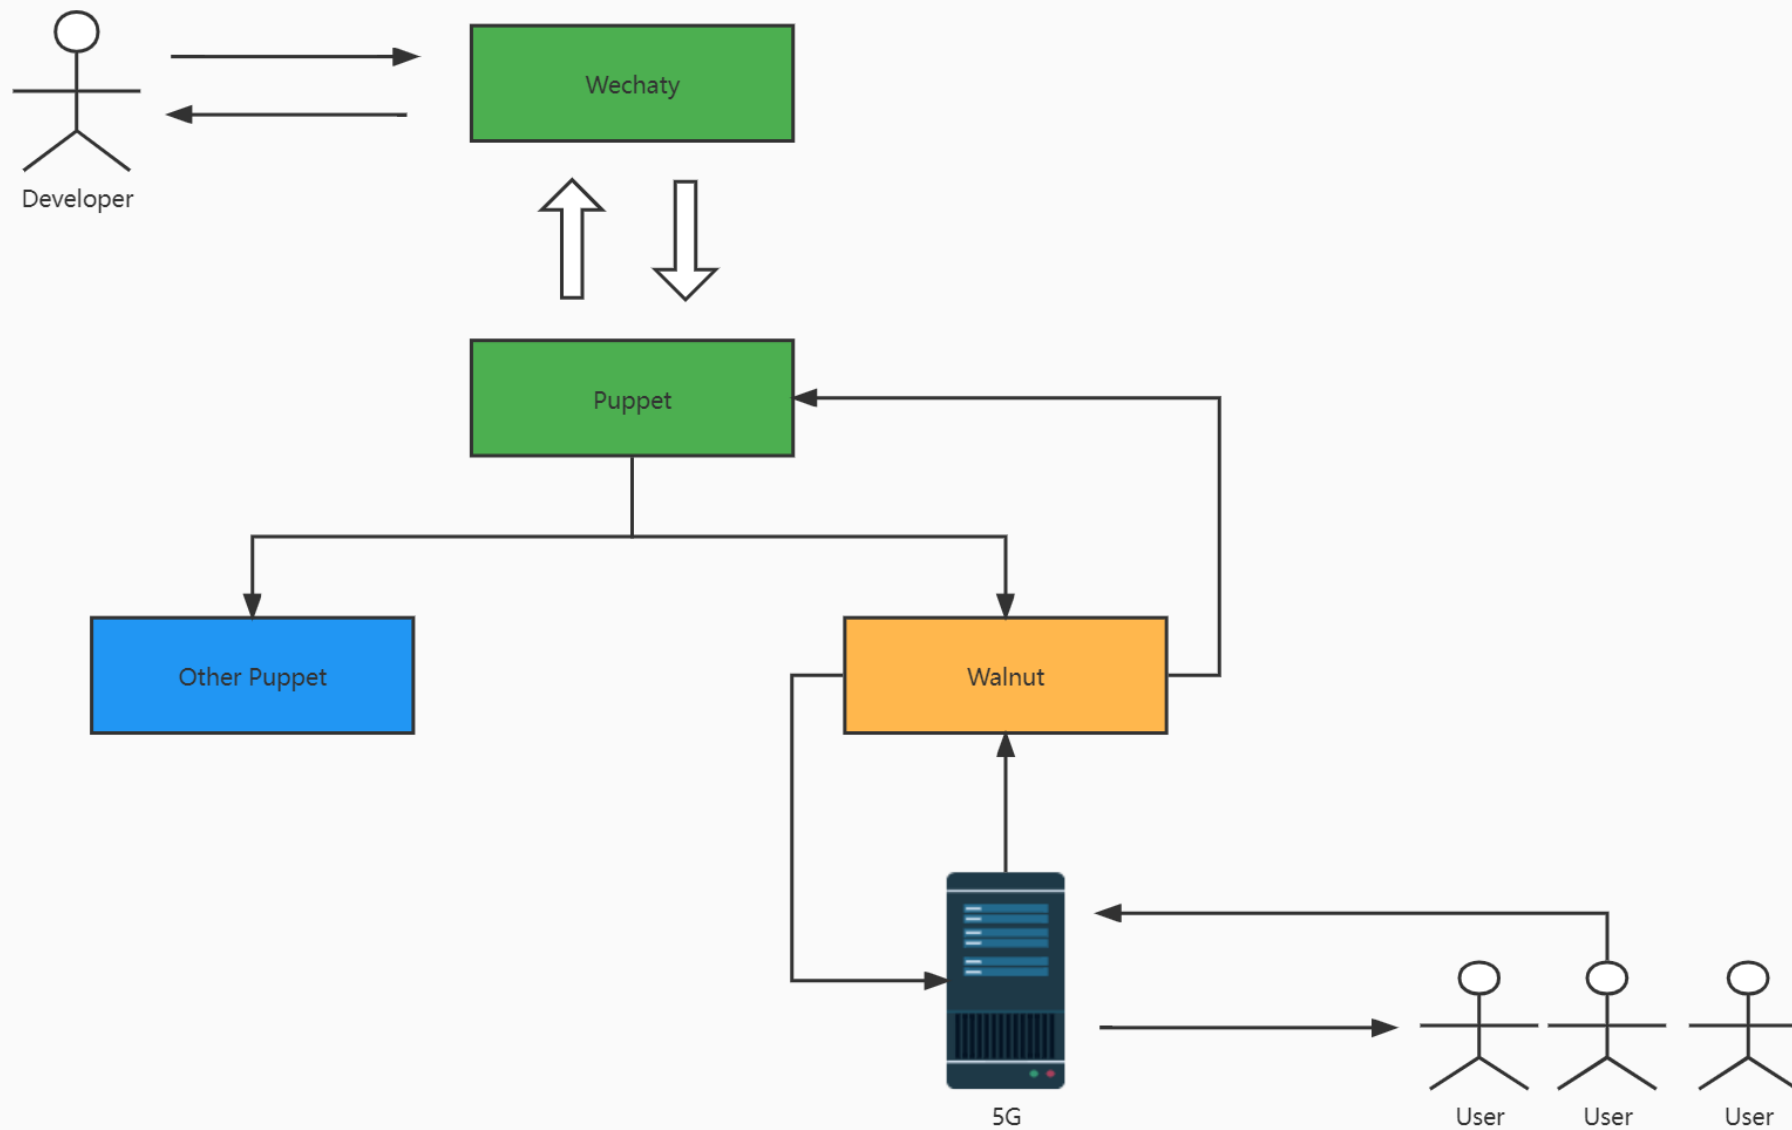 Wechaty
Developer
Puppet
Other Puppet
Walnut
5G
User
User
User